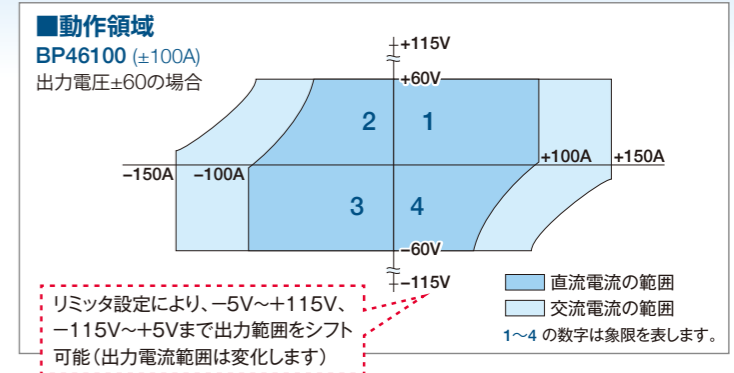 ■動作領域
BP46100 (±100A)
出力電圧±60の場合
+115V
+60V
2 1
−150A −100A +100A +150A
3 4
−60V
−115V
リミッタ設定により、−5V～+115V、
−115V～+5Vまで出力範囲をシフト
可能(出力電流範囲は変化します)
直流電流の範囲
交流電流の範囲
1～4 の数字は象限を表します。